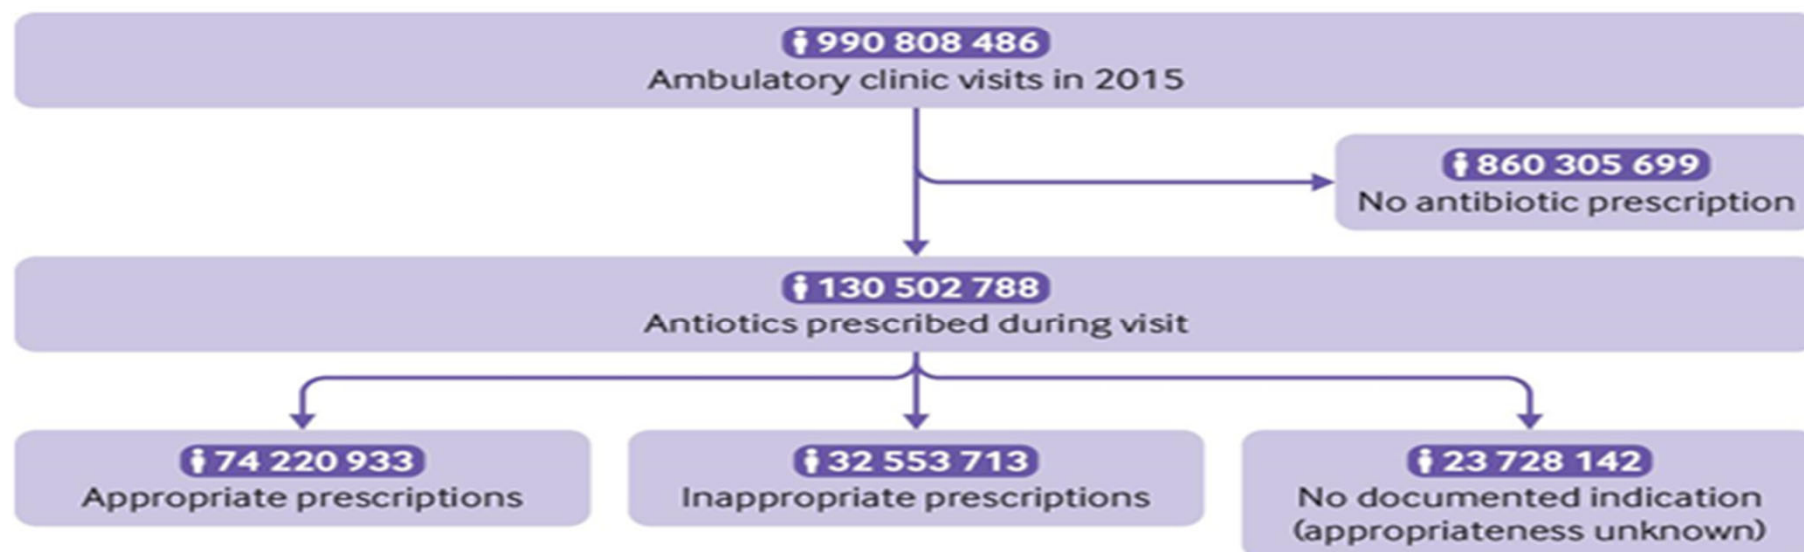 990 808 486
Ambulatory clinic visits in 2015
860 305 699
No antibiotic prescription
130 502 788
Antiotics prescribed during visit
74 220 933
Appropriate prescriptions
32 553 713
Inappropriate prescriptions
23 728 142
No documented indication
(appropriateness unknown)